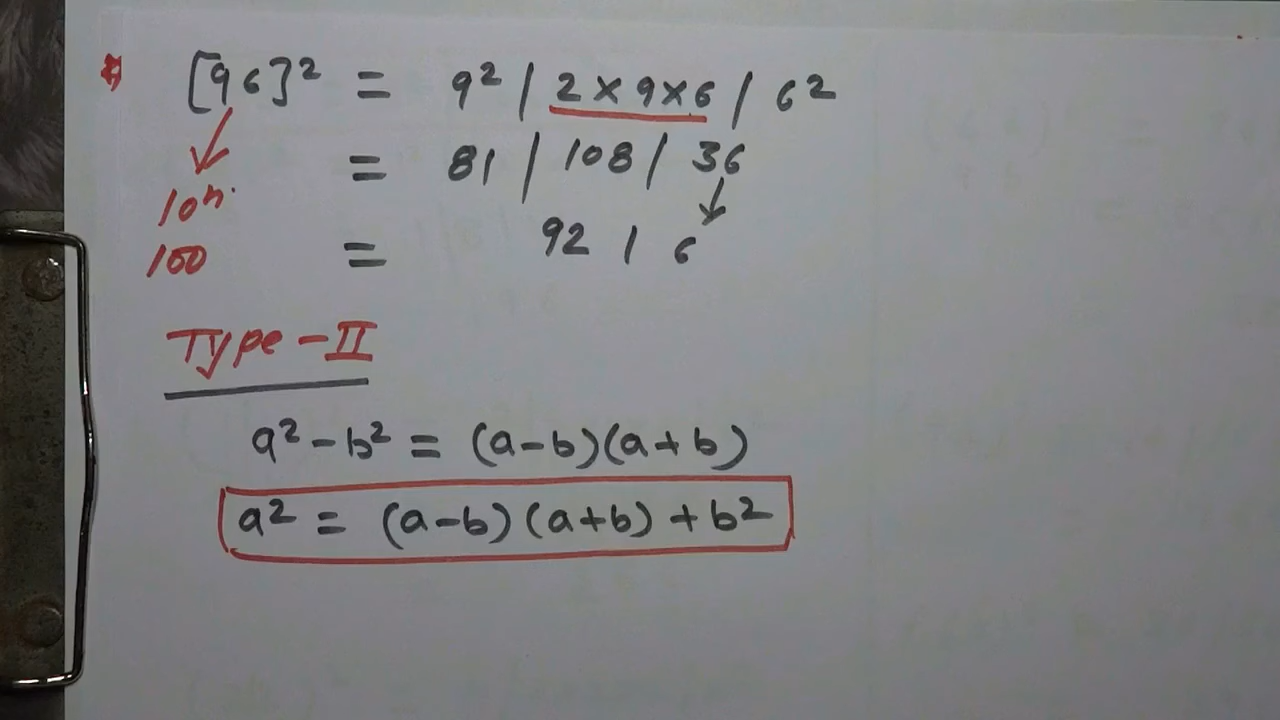 * [96]² = 9² / 2×9×6 / 6²
= 81 / 108 / 36
10ⁿ.
100 = 92 / 6
Type-II
a²-b² = (a-b)(a+b)
a² = (a-b)(a+b)+b²